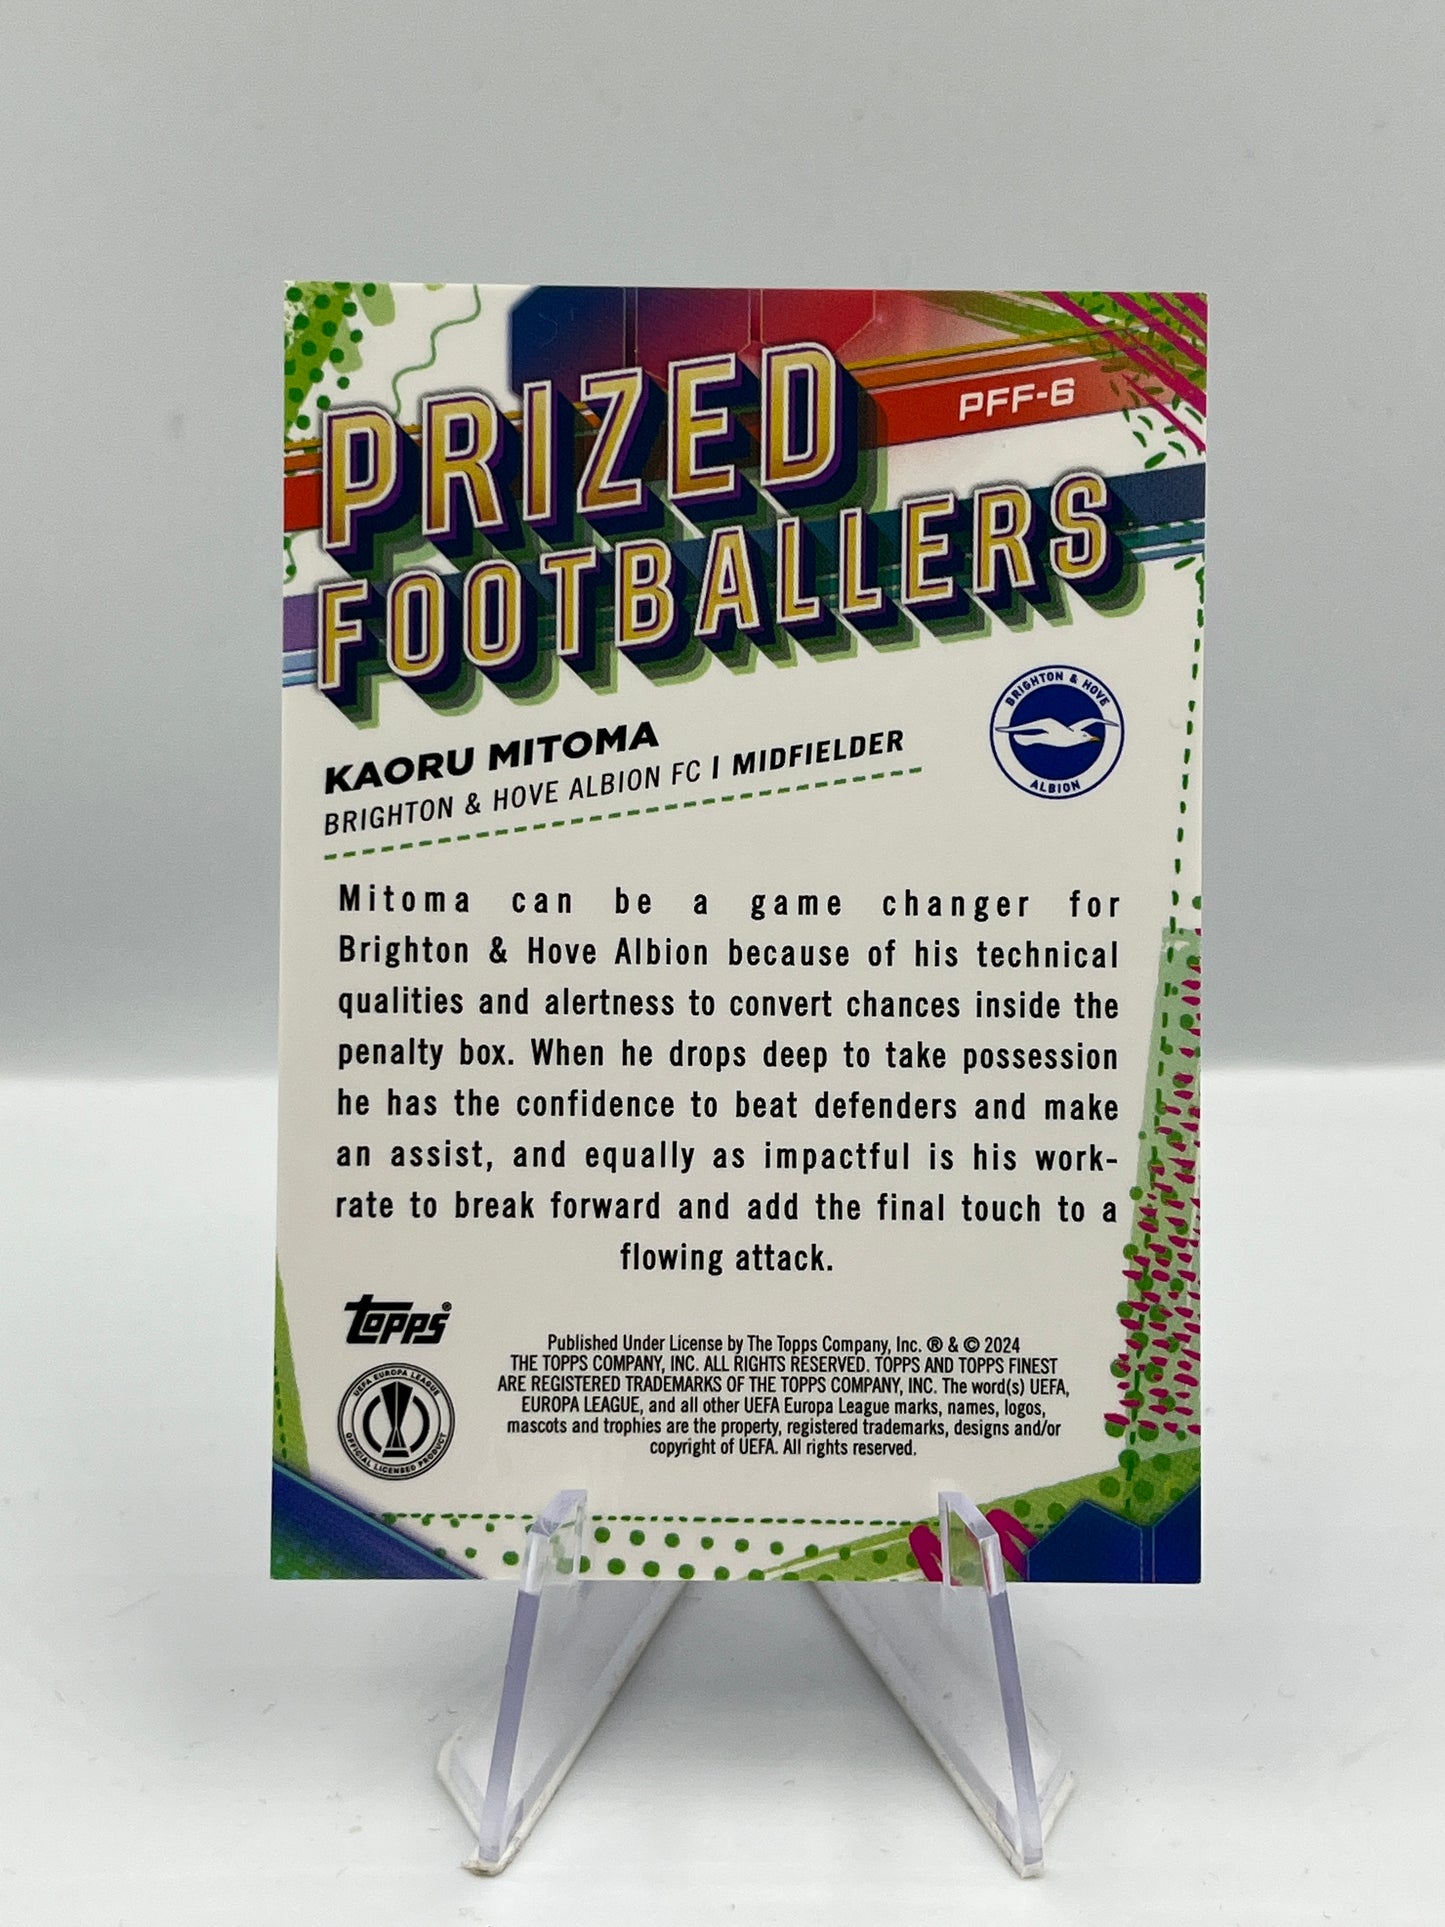 PFF-6
PRIZED
FOOTBALLERS
BRIGHTON & HOVE
ALBION
KAORU MITOMA
BRIGHTON & HOVE ALBION FC | MIDFIELDER
Mitoma can be a game changer for
Brighton & Hove Albion because of his technical
qualities and alertness to convert chances inside the
penalty box. When he drops deep to take possession
he has the confidence to beat defenders and make
an assist, and equally as impactful is his work-
rate to break forward and add the final touch to a
flowing attack.
Topps®
UEFA EUROPA LEAGUE
OFFICIAL LICENSED PRODUCT
Published Under License by The Topps Company, Inc. ® & © 2024
THE TOPPS COMPANY, INC. ALL RIGHTS RESERVED. TOPPS AND TOPPS FINEST
ARE REGISTERED TRADEMARKS OF THE TOPPS COMPANY, INC. The word(s) UEFA,
EUROPA LEAGUE, and all other UEFA Europa League marks, names, logos,
mascots and trophies are the property, registered trademarks, designs and/or
copyright of UEFA. All rights reserved.